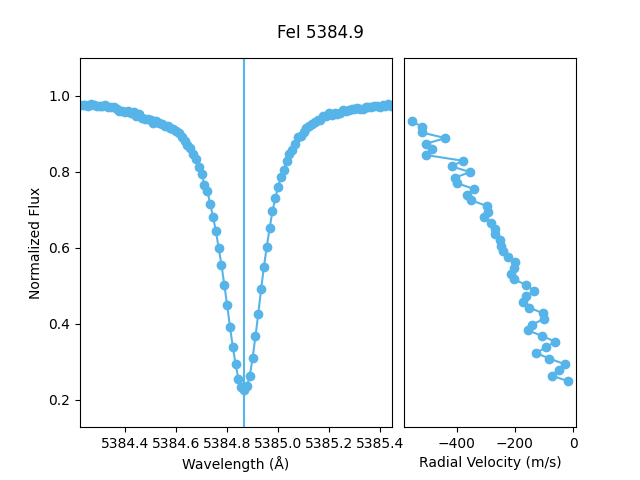 FeI 5384.9
Normalized Flux
1.0
0.8
0.6
0.4
0.2
5384.4 5384.6 5384.8 5385.0 5385.2 5385.4
Wavelength (Å)
−400 −200 0
Radial Velocity (m/s)